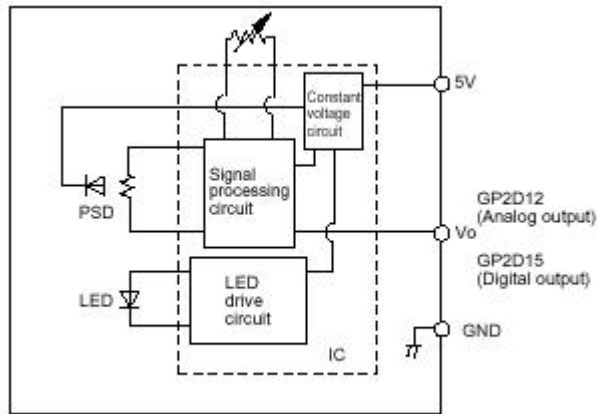 Constant
voltage
circuit
5V
Signal
processing
circuit
PSD
GP2D12
(Analog output)
Vo
GP2D15
(Digital output)
LED
LED
drive
circuit
GND
IC